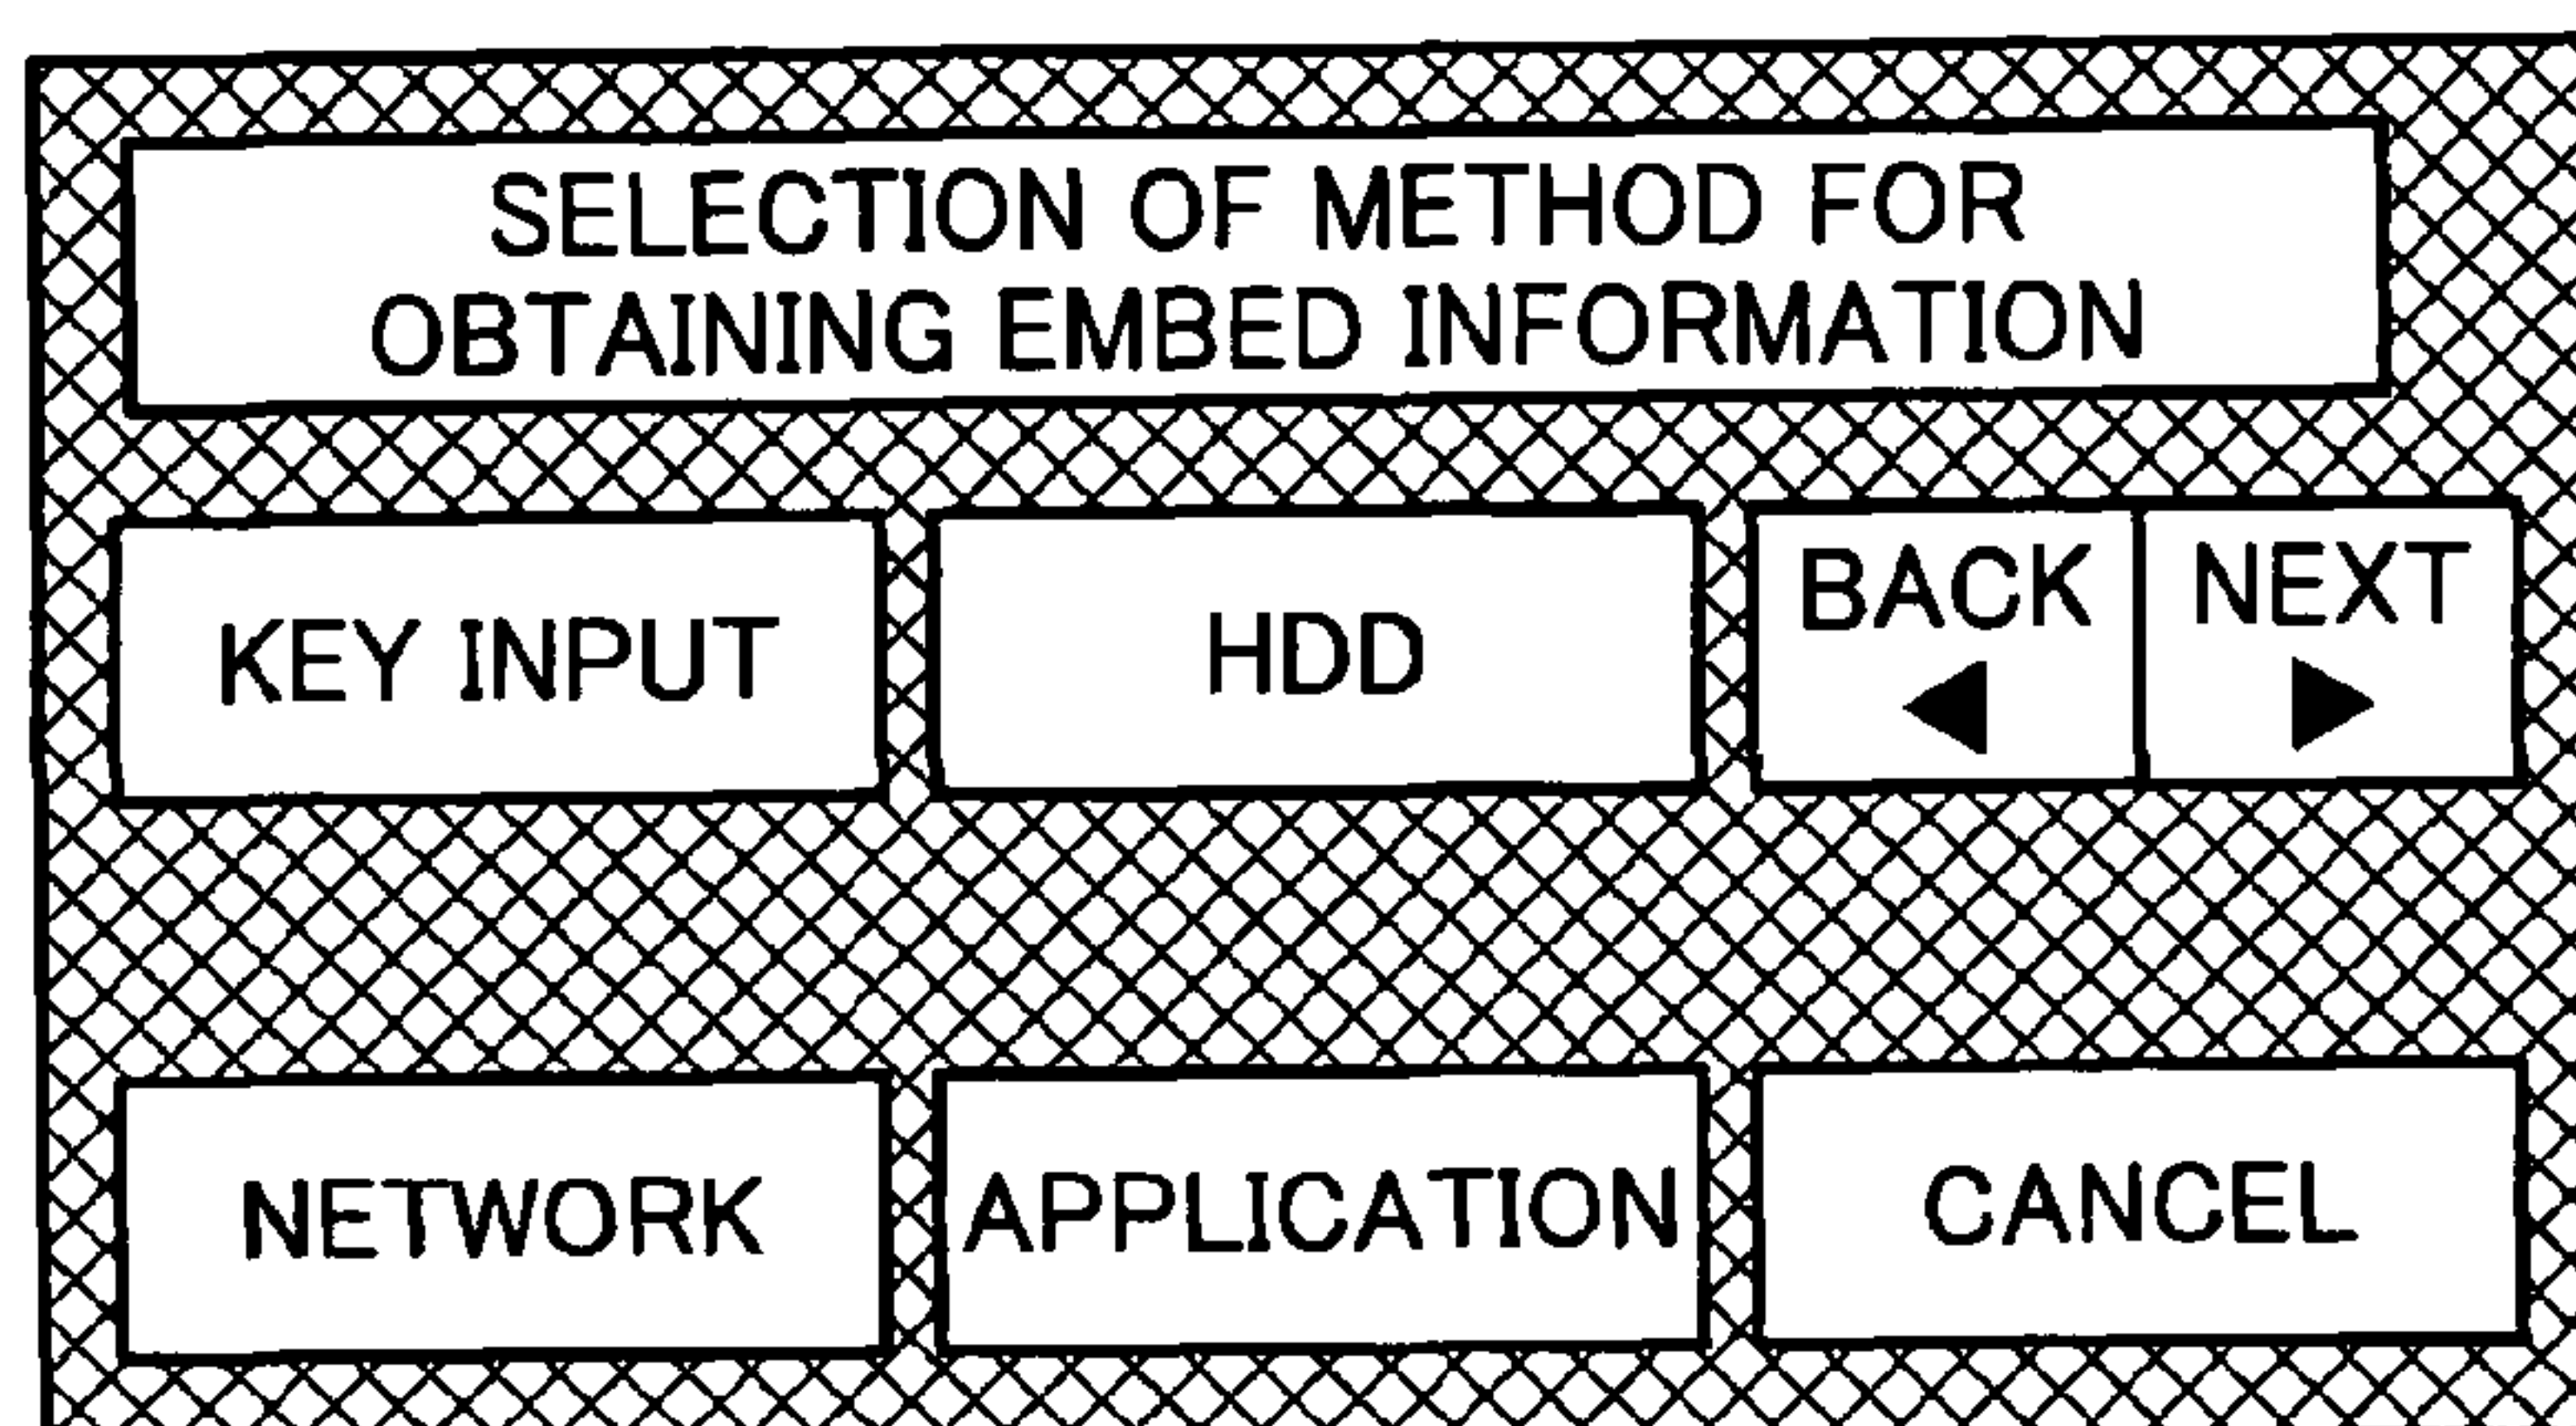 SELECTION OF METHOD FOR
OBTAINING EMBED INFORMATION
KEY INPUT
HDD
BACK
NEXT
NETWORK
APPLICATION
CANCEL